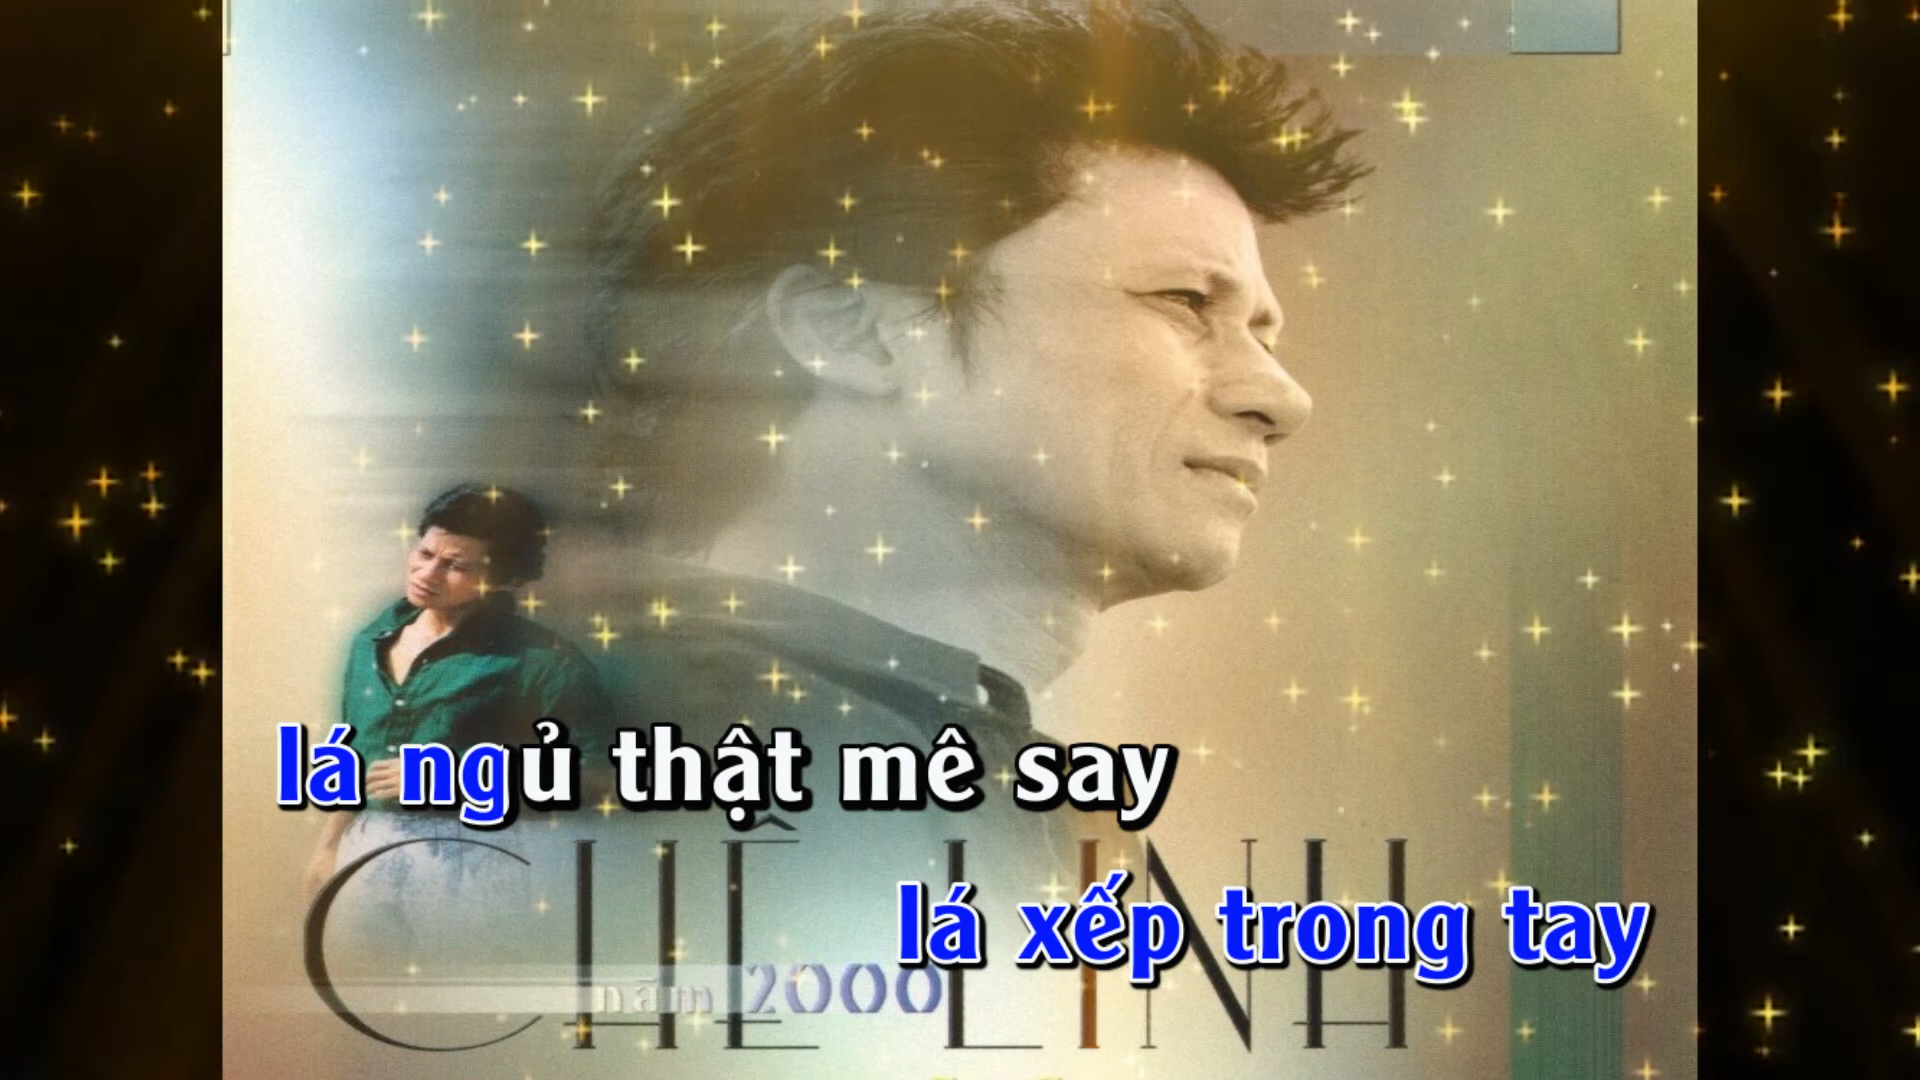 lá ngủ thật mê say
lá xếp trong tay
CHẾ LINH
năm 2000